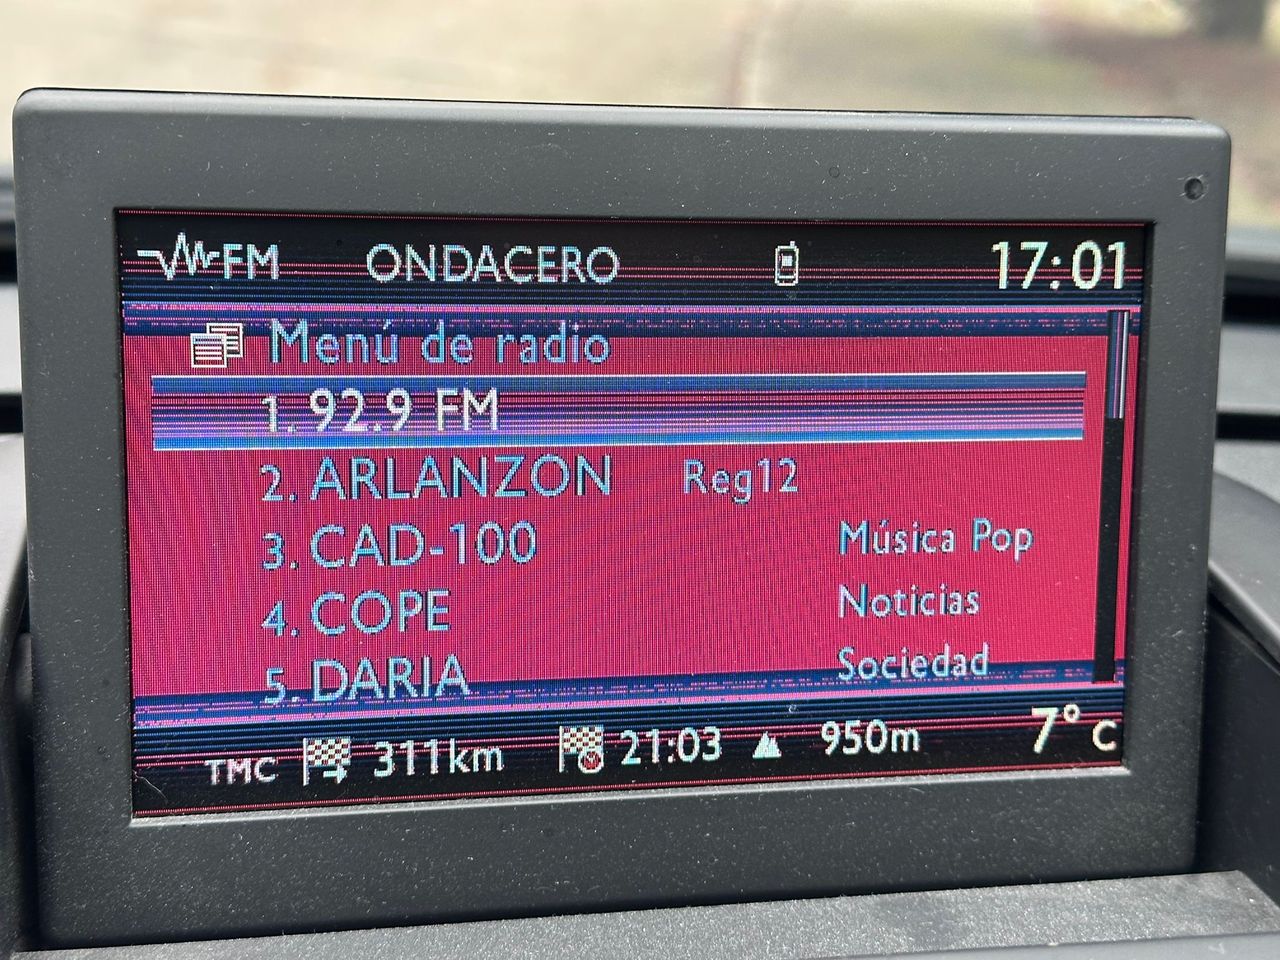 FM ONDACERO 17:01
Menú de radio
1. 92.9 FM
2. ARLANZON Reg12
3. CAD-100 Música Pop
4. COPE Noticias
5. DARIA Sociedad
TMC 311km 21:03 950m 7° C